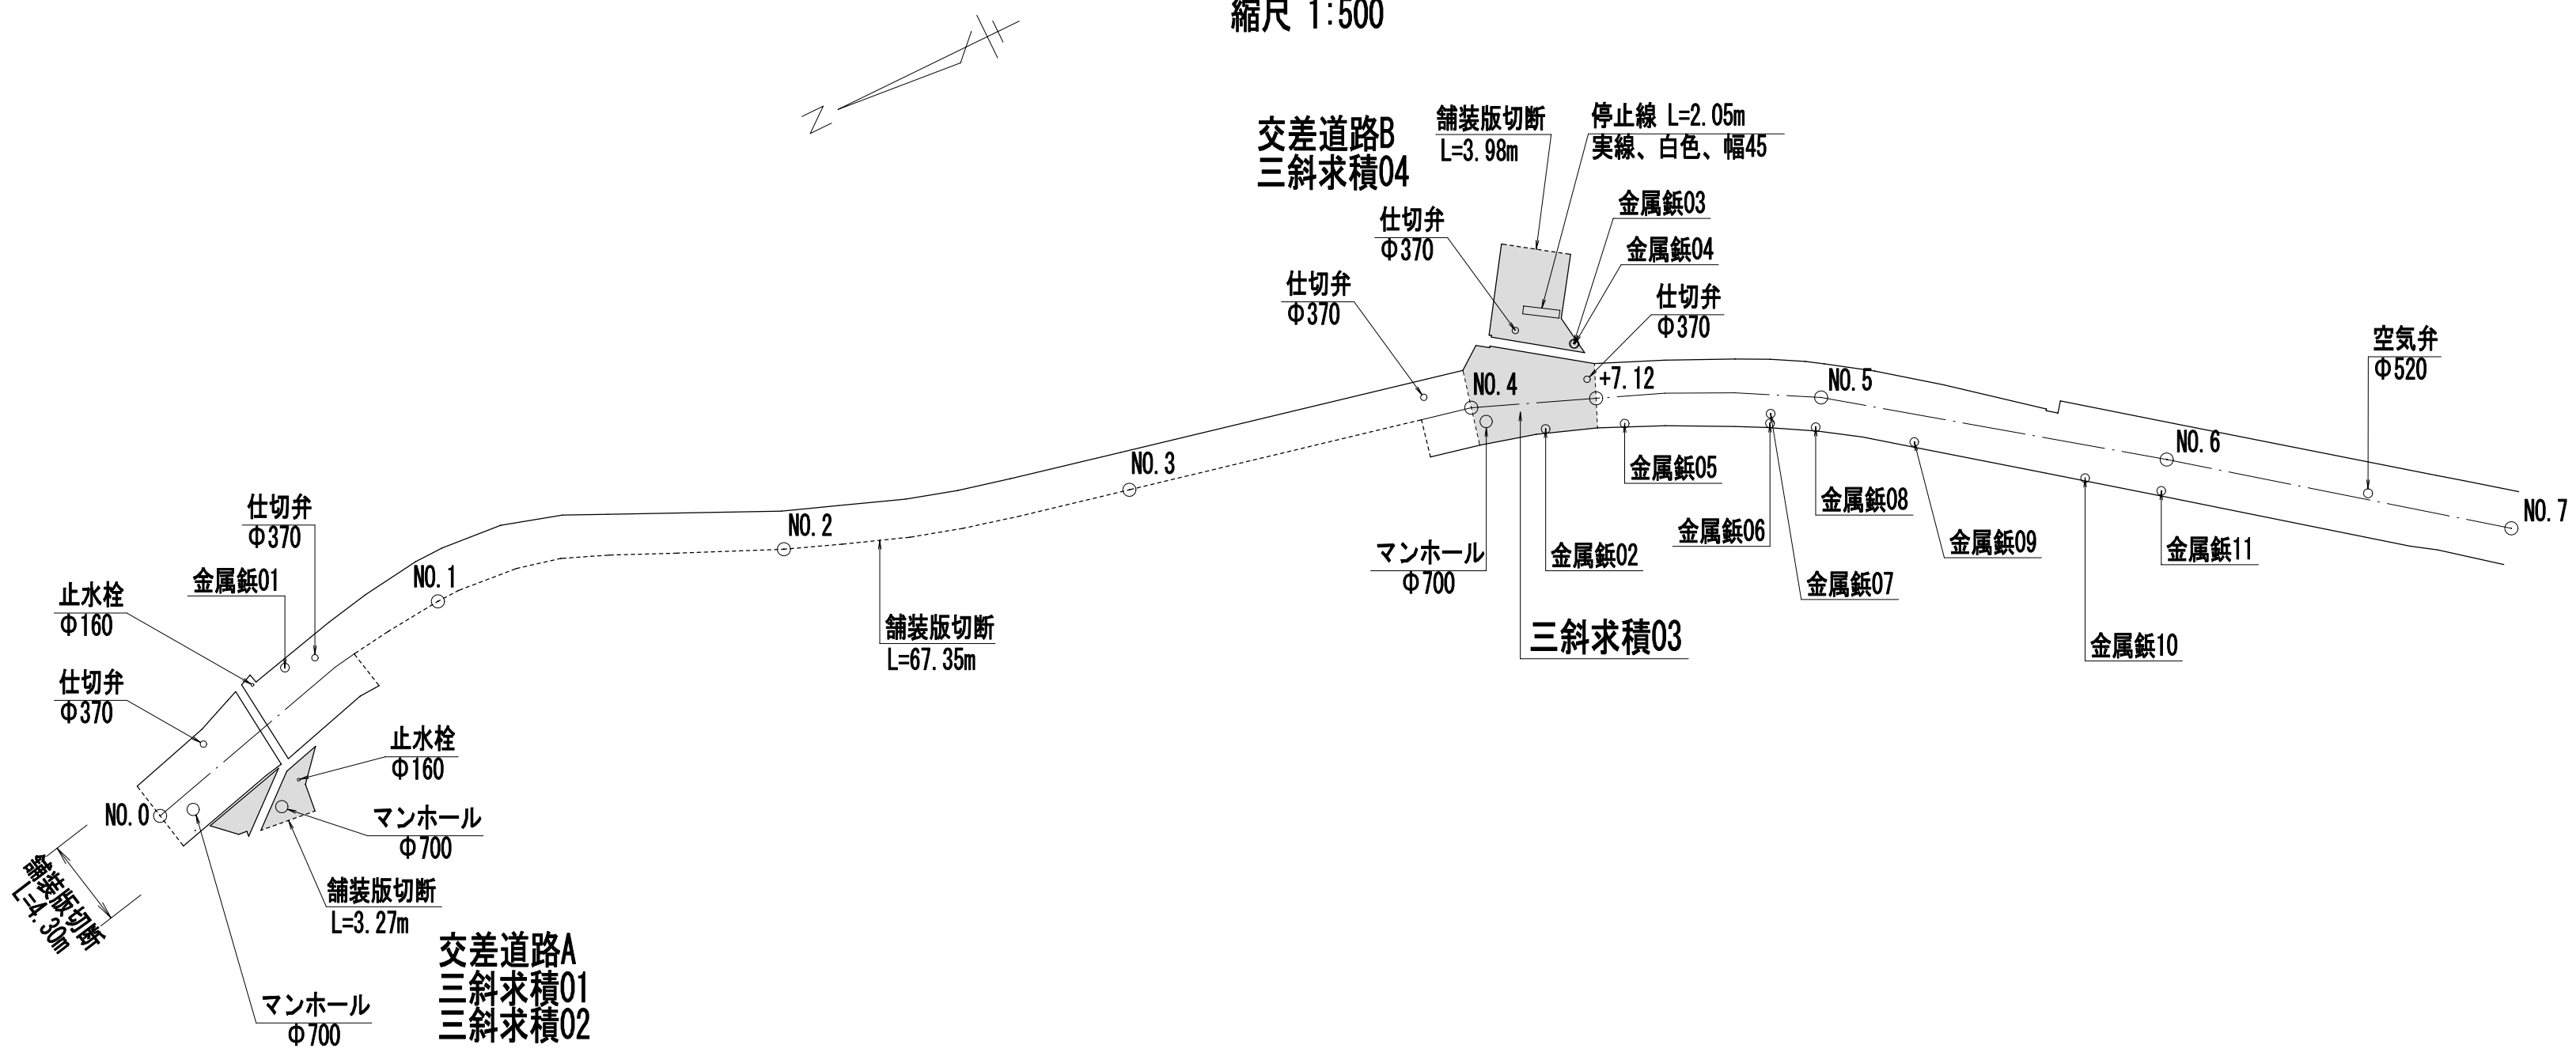 縮尺 1:500
N
交差道路B
三斜求積04
舗装版切断
L=3.98m
停止線 L=2.05m
実線、白色、幅45
金属鋲03
金属鋲04
仕切弁
Φ370
仕切弁
Φ370
仕切弁
Φ370
空気弁
Φ520
NO.4
+7.12
NO.5
NO.6
NO.7
NO.3
NO.2
NO.1
NO.0
金属鋲05
金属鋲06
金属鋲07
金属鋲08
金属鋲09
金属鋲10
金属鋲11
マンホール
Φ700
金属鋲02
三斜求積03
舗装版切断
L=67.35m
仕切弁
Φ370
金属鋲01
止水栓
Φ160
仕切弁
Φ370
止水栓
Φ160
マンホール
Φ700
舗装版切断
L=3.27m
舗装版切断
L=4.30m
交差道路A
三斜求積01
三斜求積02
マンホール
Φ700